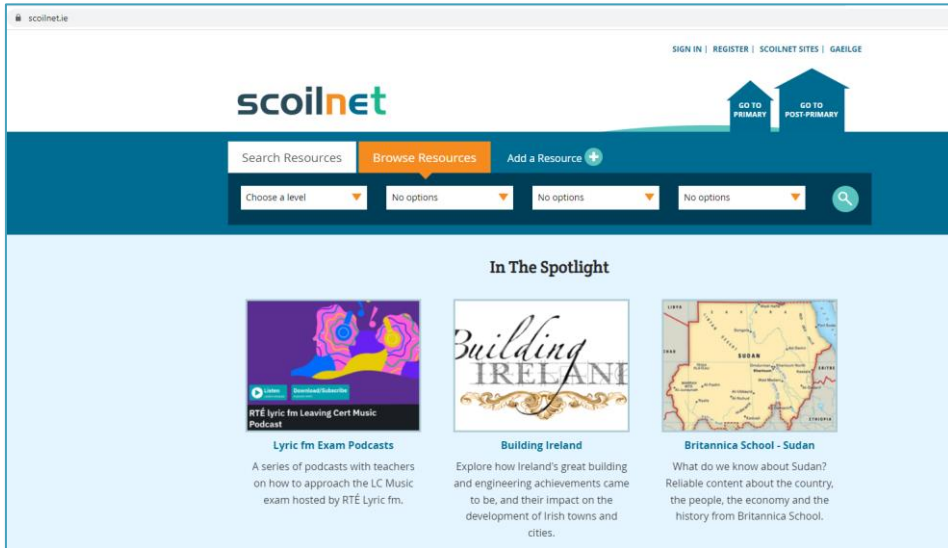 scoilnet.ie
SIGN IN | REGISTER | SCOILNET SITES | GAEILGE
scoilnet
GO TO PRIMARY
GO TO POST-PRIMARY
Search Resources Browse Resources Add a Resource
Choose a level No options No options No options
In The Spotlight
Listen Download/Subscribe
RTÉ lyric fm Leaving Cert Music
Podcast
Building
IRELAND
SUDAN
LIBYA
ETHIOPIA
Lyric fm Exam Podcasts
A series of podcasts with teachers
on how to approach the LC Music
exam hosted by RTÉ Lyric fm.
Building Ireland
Explore how Ireland's great building
and engineering achievements came
to be, and their impact on the
development of Irish towns and
cities.
Britannica School - Sudan
What do we know about Sudan?
Reliable content about the country,
the people, the economy and the
history from Britannica School.